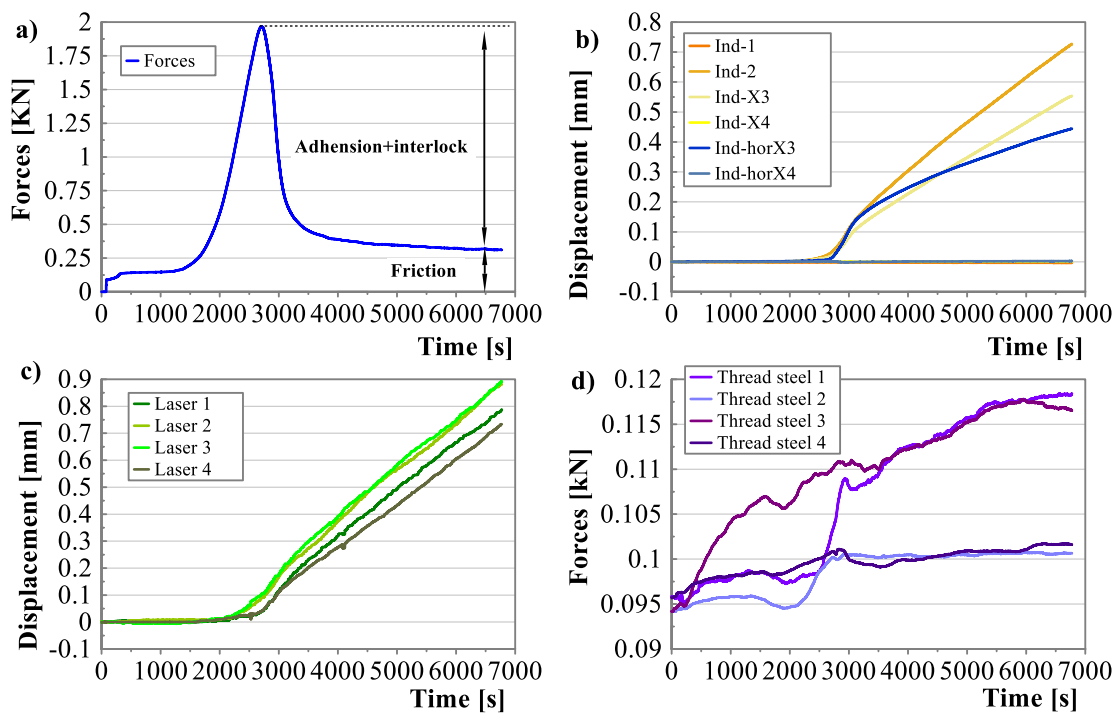 a)
Forces [KN]
2
1.75
1.5
1.25
1
0.75
0.5
0.25
0
Forces
Adhension+interlock
Friction
0 1000 2000 3000 4000 5000 6000 7000
Time [s]
b)
Displacement [mm]
0.8
0.7
0.6
0.5
0.4
0.3
0.2
0.1
0
-0.1
Ind-1
Ind-2
Ind-X3
Ind-X4
Ind-horX3
Ind-horX4
0 1000 2000 3000 4000 5000 6000 7000
Time [s]
c)
Displacement [mm]
0.9
0.8
0.7
0.6
0.5
0.4
0.3
0.2
0.1
0
-0.1
Laser 1
Laser 2
Laser 3
Laser 4
0 1000 2000 3000 4000 5000 6000 7000
Time [s]
d)
Forces [kN]
0.12
0.115
0.11
0.105
0.1
0.095
0.09
Thread steel 1
Thread steel 2
Thread steel 3
Thread steel 4
0 1000 2000 3000 4000 5000 6000 7000
Time [s]